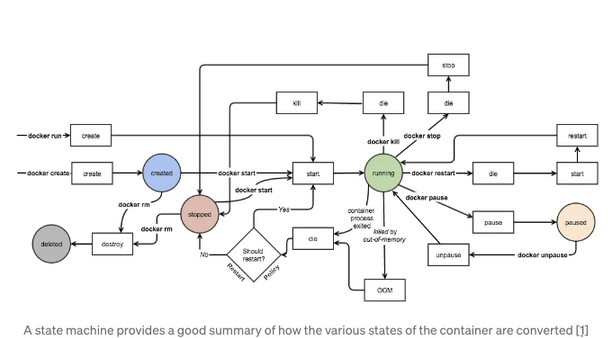 stop
kill
die
die
docker kill
docker stop
docker run
create
restart
docker create
create
created
docker start
start
running
docker restart
die
start
docker start
docker rm
stopped
docker pause
Yes
container
process
exited
pause
paused
docker rm
deleted
destroy
die
killed by
out-of-memory
No
Should
restart?
Restart
Policy
unpause
docker unpause
OOM
A state machine provides a good summary of how the various states of the container are converted [1]